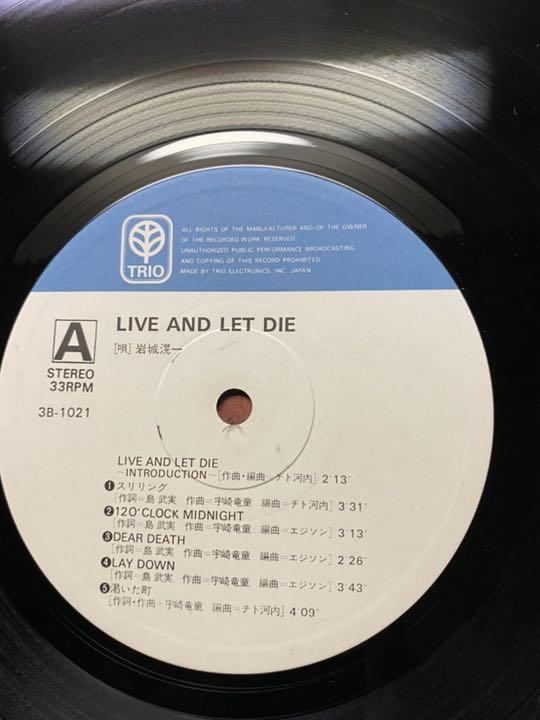 ALL RIGHTS OF THE MANUFACTURER AND OF THE OWNER
OF THE RECORDED WORK RESERVED
UNAUTHORIZED PUBLIC PERFORMANCE BROADCASTING
AND COPYING OF THIS RECORD PROHIBITED
MADE BY TRIO ELECTRONICS, INC. JAPAN
TRIO
A
STEREO
33RPM
3B-1021
LIVE AND LET DIE
[唄] 岩城滉一
LIVE AND LET DIE
~INTRODUCTION~[作曲・編曲=チト河内] 2'13"
❶スリリング
[作詞=島 武実 作曲=宇崎竜童 編曲=チト河内] 3'31"
❷12O'CLOCK MIDNIGHT
[作詞=島 武実 作曲=宇崎竜童 編曲=エジソン] 3'13"
❸DEAR DEATH
[作詞=島 武実 作曲=宇崎竜童 編曲=エジソン] 2'26"
❹LAY DOWN
[作詞=島 武実 作曲=宇崎竜童 編曲=エジソン] 3'43"
❺渇いた町
[作詞・作曲=宇崎竜童 編曲=チト河内] 4'09"